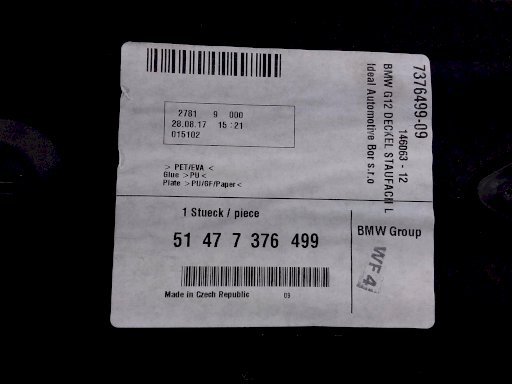 2781 9 000
28.08.17 15:21
015102
> PET/EVA <
Glue >PU<
Plate >PU/GF/Paper<
7376499-09
146063 - 12
BMW G12 DECKEL STAUFACH L
Ideal Automotive Bor s.r.o
1 Stueck / piece
51 47 7 376 499
Made in Czech Republic 09
BMW Group
WF4